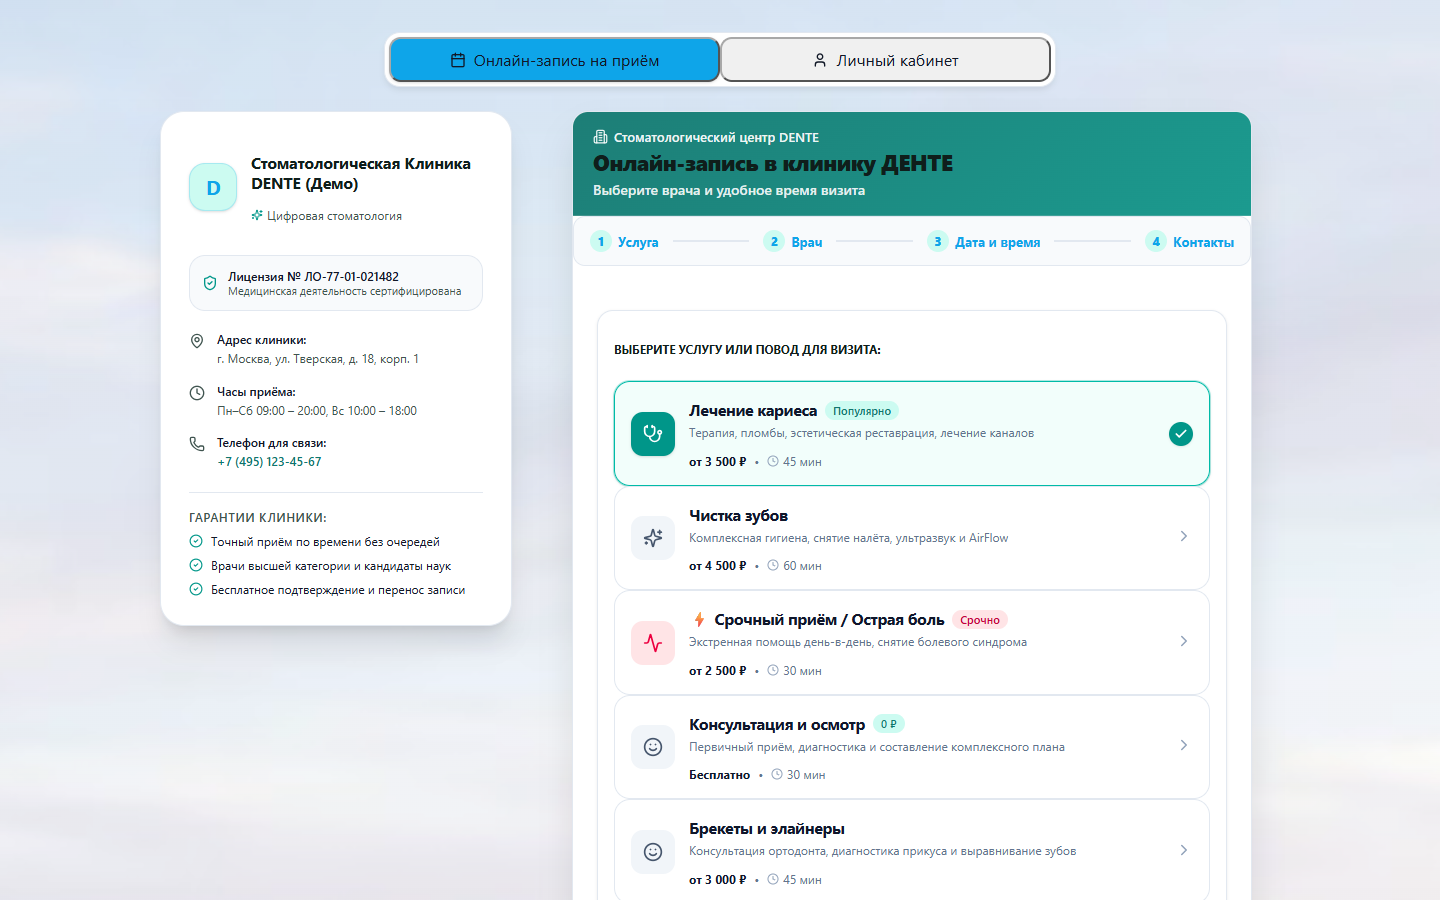 Онлайн-запись на приём
Личный кабинет
D
Стоматологическая Клиника
DENTE (Демо)
Цифровая стоматология
Лицензия № ЛО-77-01-021482
Медицинская деятельность сертифицирована
Адрес клиники:
г. Москва, ул. Тверская, д. 18, корп. 1
Часы приёма:
Пн–Сб 09:00 – 20:00, Вс 10:00 – 18:00
Телефон для связи:
+7 (495) 123-45-67
ГАРАНТИИ КЛИНИКИ:
Точный приём по времени без очередей
Врачи высшей категории и кандидаты наук
Бесплатное подтверждение и перенос записи
Стоматологический центр DENTE
Онлайн-запись в клинику ДЕНТЕ
Выберите врача и удобное время визита
1 Услуга
2 Врач
3 Дата и время
4 Контакты
ВЫБЕРИТЕ УСЛУГУ ИЛИ ПОВОД ДЛЯ ВИЗИТА:
Лечение кариеса Популярно
Терапия, пломбы, эстетическая реставрация, лечение каналов
от 3 500 ₽ • 45 мин
Чистка зубов
Комплексная гигиена, снятие налёта, ультразвук и AirFlow
от 4 500 ₽ • 60 мин
Срочный приём / Острая боль Срочно
Экстренная помощь день-в-день, снятие болевого синдрома
от 2 500 ₽ • 30 мин
Консультация и осмотр 0 ₽
Первичный приём, диагностика и составление комплексного плана
Бесплатно • 30 мин
Брекеты и элайнеры
Консультация ортодонта, диагностика прикуса и выравнивание зубов
от 3 000 ₽ • 45 мин